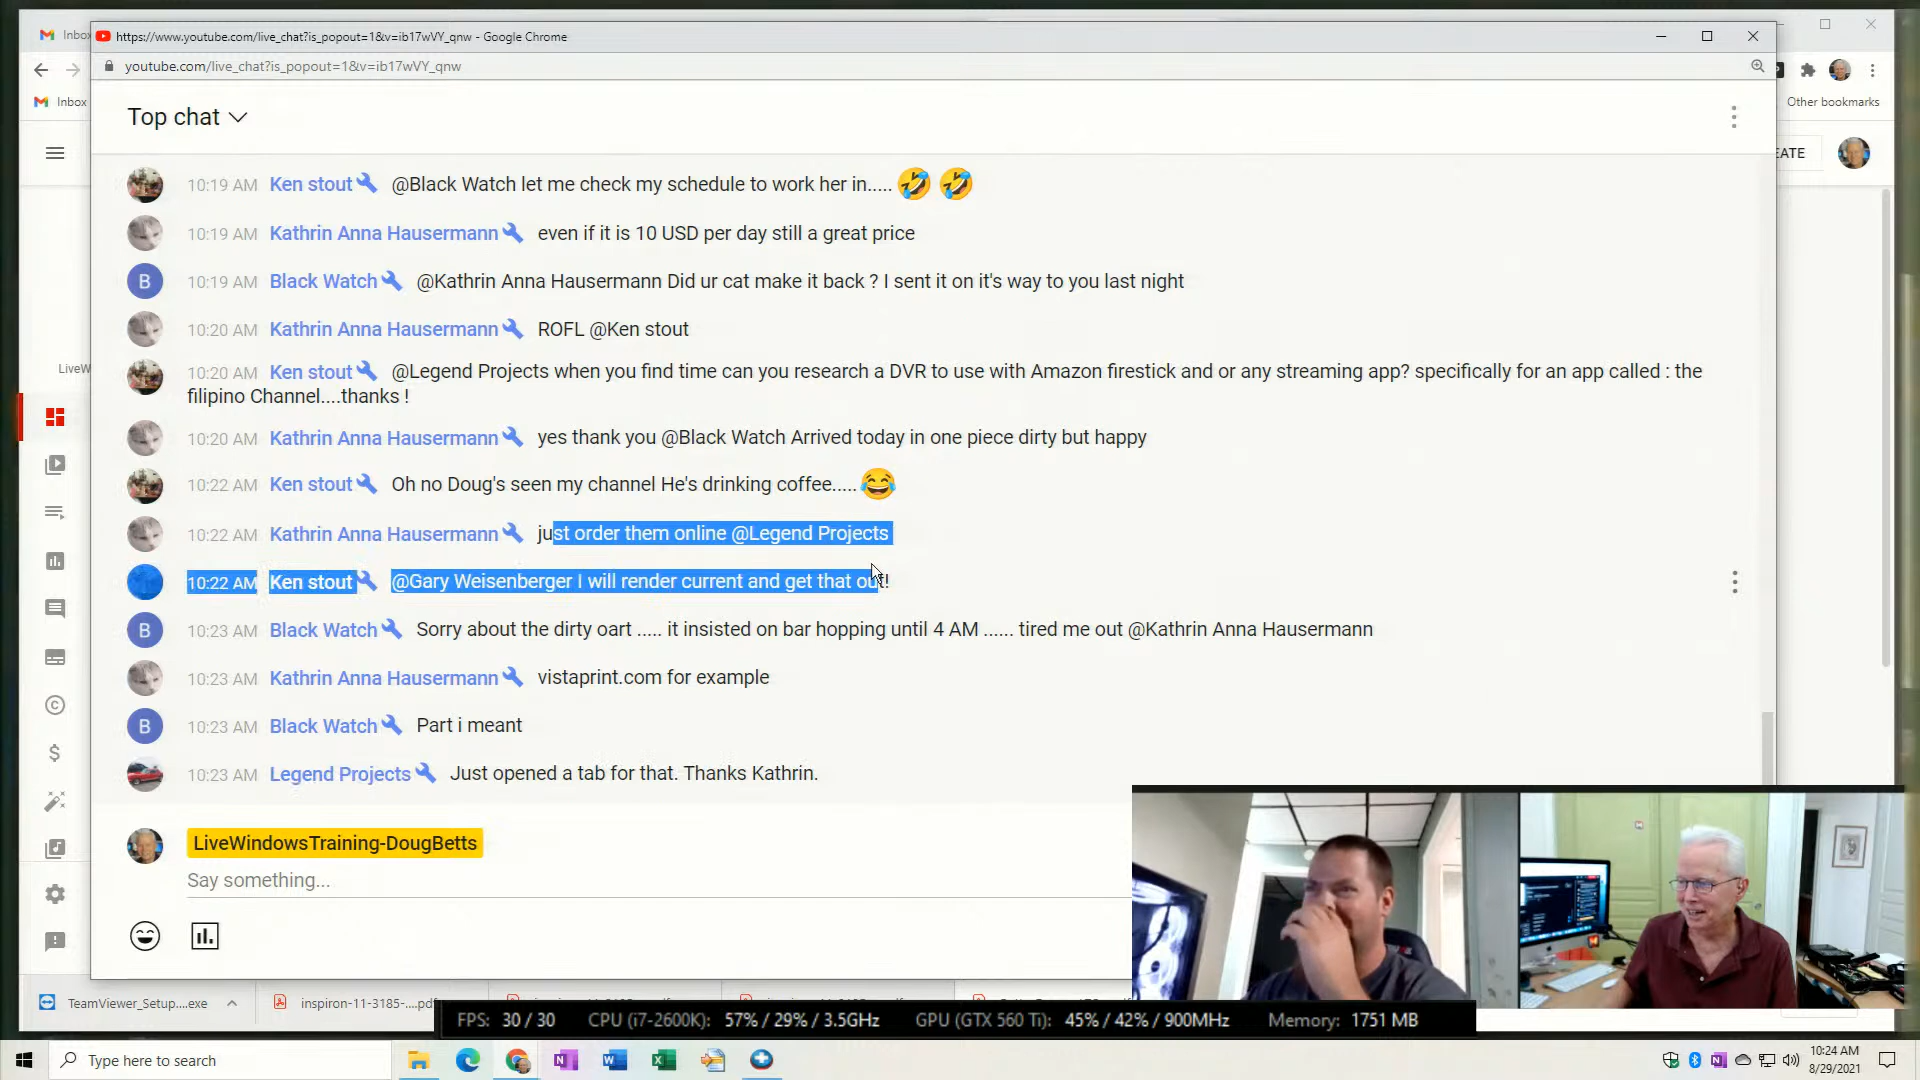 Inbo
https://www.youtube.com/live_chat?is_popout=1&v=ib17wVY_qnw - Google Chrome
youtube.com/live_chat?is_popout=1&v=ib17wVY_qnw
Inbox
Other bookmarks
Top chat
EATE
10:19 AM Ken stout @Black Watch let me check my schedule to work her in..... 🤣 🤣
10:19 AM Kathrin Anna Hausermann even if it is 10 USD per day still a great price
B 10:19 AM Black Watch @Kathrin Anna Hausermann Did ur cat make it back ? I sent it on it's way to you last night
10:20 AM Kathrin Anna Hausermann ROFL @Ken stout
LiveW
10:20 AM Ken stout @Legend Projects when you find time can you research a DVR to use with Amazon firestick and or any streaming app? specifically for an app called : the
filipino Channel....thanks !
10:20 AM Kathrin Anna Hausermann yes thank you @Black Watch Arrived today in one piece dirty but happy
10:22 AM Ken stout Oh no Doug's seen my channel He's drinking coffee..... 😂
10:22 AM Kathrin Anna Hausermann just order them online @Legend Projects
10:22 AM Ken stout @Gary Weisenberger I will render current and get that out!
B 10:23 AM Black Watch Sorry about the dirty oart ..... it insisted on bar hopping until 4 AM ...... tired me out @Kathrin Anna Hausermann
10:23 AM Kathrin Anna Hausermann vistaprint.com for example
B 10:23 AM Black Watch Part i meant
10:23 AM Legend Projects Just opened a tab for that. Thanks Kathrin.
LiveWindowsTraining-DougBetts
Say something...
TeamViewer_Setup....exe
inspiron-11-3185-....pdf
FPS: 30 / 30 CPU (i7-2600K): 57% / 29% / 3.5GHz GPU (GTX 560 Ti): 45% / 42% / 900MHz Memory: 1751 MB
Type here to search
10:24 AM
8/29/2021